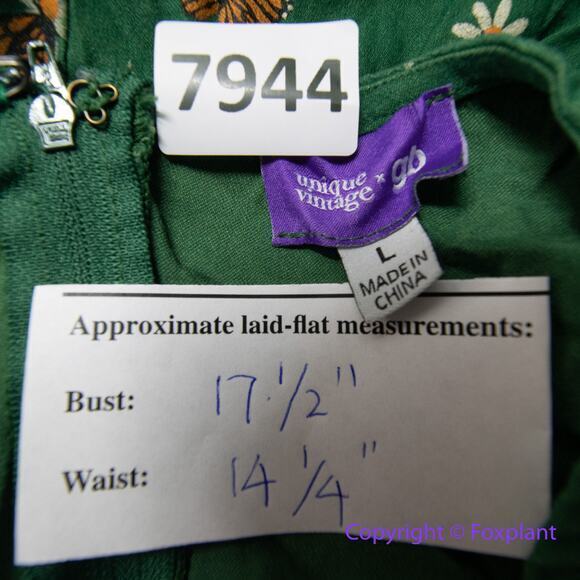 7944
unique
vintage × gb
L
MADE IN
CHINA
Approximate laid-flat measurements:
Bust: 17.1/2"
Waist: 14 1/4"
Copyright © Foxplant